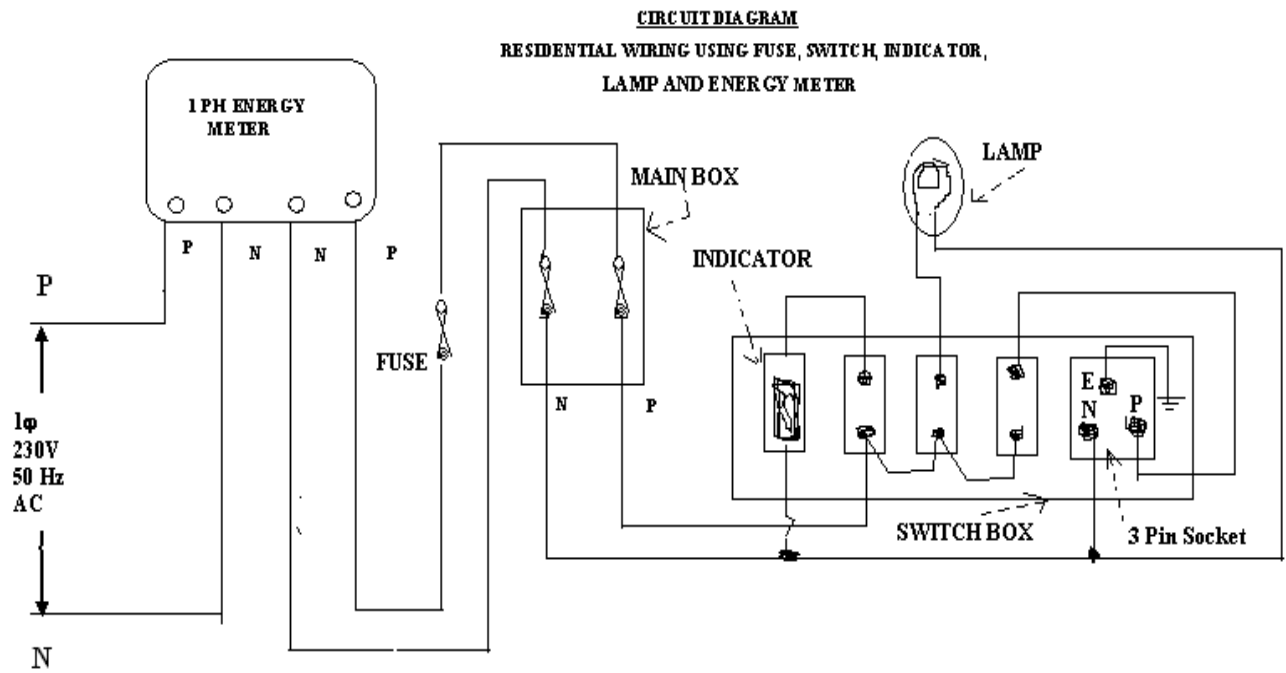 CIRCUIT DIAGRAM
RESIDENTIAL WIRING USING FUSE, SWITCH, INDICATOR,
LAMP AND ENERGY METER
1 PH ENERGY
METER
P
N
N
P
P
1φ
230V
50 Hz
AC
N
FUSE
MAIN BOX
N
P
INDICATOR
LAMP
E
N
P
SWITCH BOX
3 Pin Socket